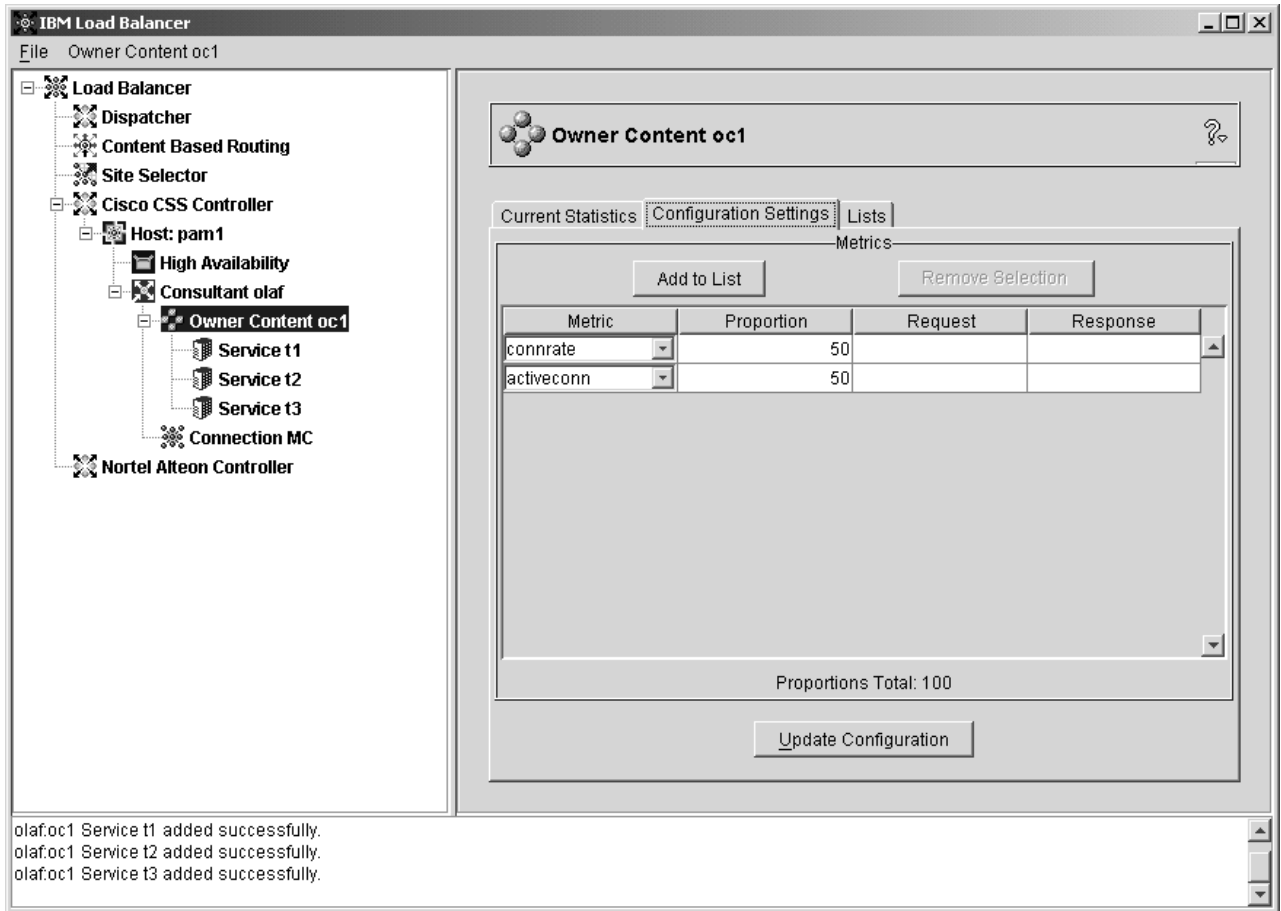 IBM Load Balancer
File Owner Content oc1
Load Balancer
Dispatcher
Content Based Routing
Site Selector
Cisco CSS Controller
Host: pam1
High Availability
Consultant olaf
Owner Content oc1
Service t1
Service t2
Service t3
Connection MC
Nortel Alteon Controller
Owner Content oc1
Current Statistics Configuration Settings Lists
Metrics
Add to List Remove Selection
Metric Proportion Request Response
connrate 50
activeconn 50
Proportions Total: 100
Update Configuration
olaf:oc1 Service t1 added successfully.
olaf:oc1 Service t2 added successfully.
olaf:oc1 Service t3 added successfully.